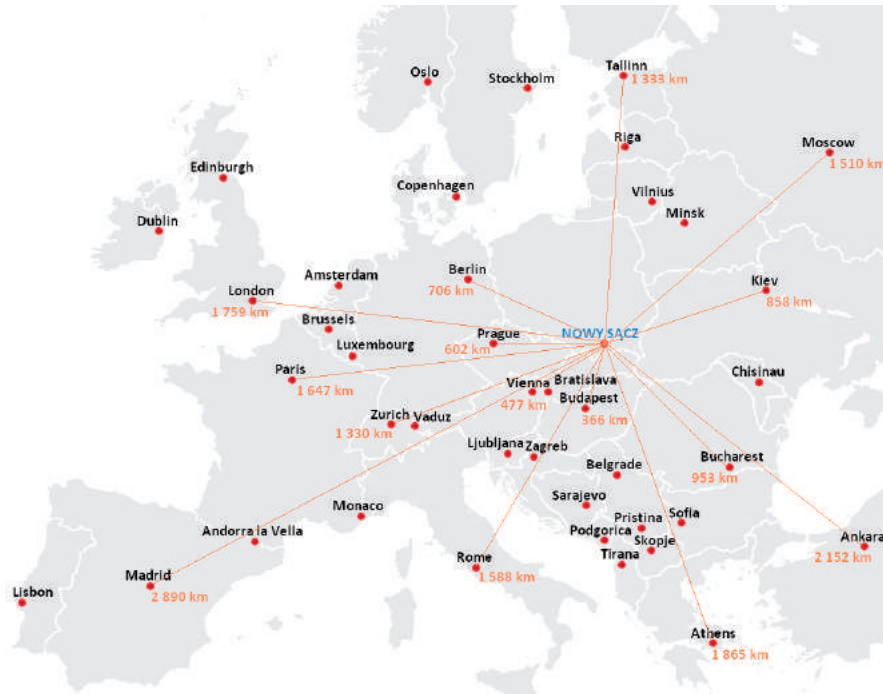 Tallinn
1 333 km
Oslo
Stockholm
Riga
Moscow
1 510 km
Edinburgh
Copenhagen
Vilnius
Minsk
Dublin
Berlin
706 km
Amsterdam
Kiev
858 km
London
1 759 km
Brussels
Prague
602 km
NOWY SĄCZ
Luxembourg
Paris
1 647 km
Vienna
477 km
Bratislava
Budapest
366 km
Chisinau
Zurich
1 330 km
Vaduz
Ljubljana
Zagreb
Belgrade
Bucharest
953 km
Sarajevo
Monaco
Andorra la Vella
Pristina
Sofia
Podgorica
Skopje
Tirana
Ankara
2 152 km
Rome
1 588 km
Madrid
2 890 km
Lisbon
Athens
1 865 km